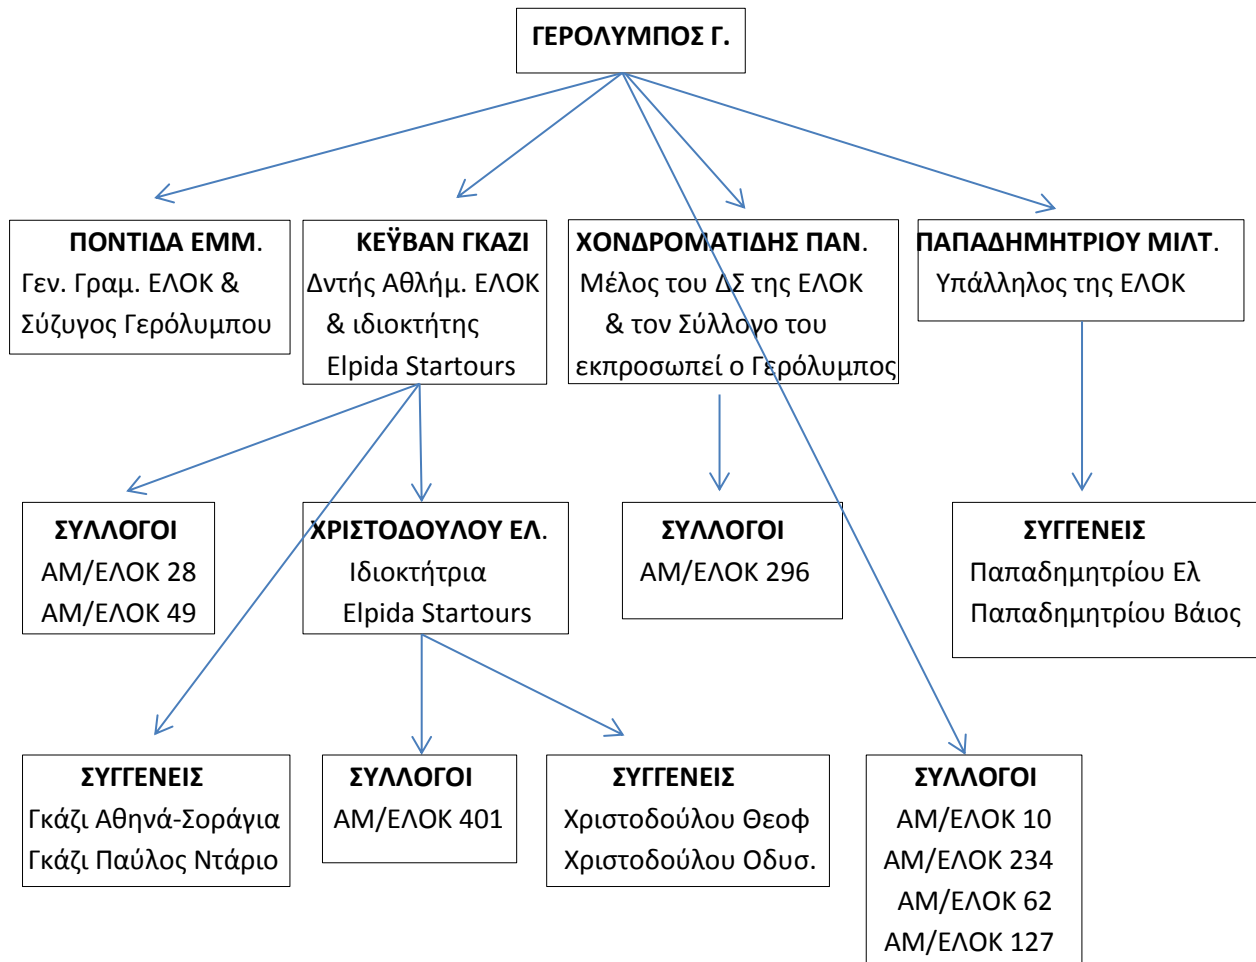 ΓΕΡΟΛΥΜΠΟΣ Γ.
ΠΟΝΤΙΔΑ ΕΜΜ.
Γεν. Γραμ. ΕΛΟΚ &
Σύζυγος Γερόλυμπου
ΚΕΫΒΑΝ ΓΚΑΖΙ
Δντής Αθλήμ. ΕΛΟΚ
& ιδιοκτήτης
Elpida Startours
ΧΟΝΔΡΟΜΑΤΙΔΗΣ ΠΑΝ.
Μέλος του ΔΣ της ΕΛΟΚ
& τον Σύλλογο του
εκπροσωπεί ο Γερόλυμπος
ΠΑΠΑΔΗΜΗΤΡΙΟΥ ΜΙΛΤ.
Υπάλληλος της ΕΛΟΚ
ΣΥΛΛΟΓΟΙ
ΑΜ/ΕΛΟΚ 28
ΑΜ/ΕΛΟΚ 49
ΧΡΙΣΤΟΔΟΥΛΟΥ ΕΛ.
Ιδιοκτήτρια
Elpida Startours
ΣΥΛΛΟΓΟΙ
ΑΜ/ΕΛΟΚ 296
ΣΥΓΓΕΝΕΙΣ
Παπαδημητρίου Ελ
Παπαδημητρίου Βάιος
ΣΥΓΓΕΝΕΙΣ
Γκάζι Αθηνά-Σοράγια
Γκάζι Παύλος Ντάριο
ΣΥΛΛΟΓΟΙ
ΑΜ/ΕΛΟΚ 401
ΣΥΓΓΕΝΕΙΣ
Χριστοδούλου Θεοφ
Χριστοδούλου Οδυσ.
ΣΥΛΛΟΓΟΙ
ΑΜ/ΕΛΟΚ 10
ΑΜ/ΕΛΟΚ 234
ΑΜ/ΕΛΟΚ 62
ΑΜ/ΕΛΟΚ 127